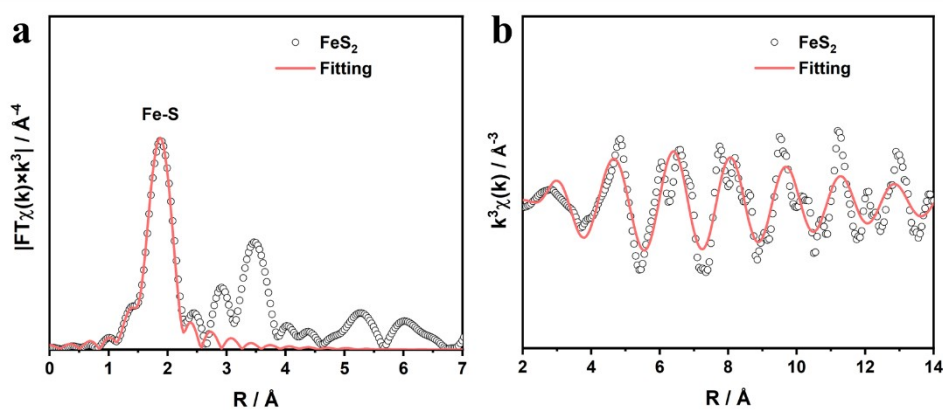 a
FeS₂
Fitting
Fe-S
|FTχ(k)×k³| / Å⁻⁴
0 1 2 3 4 5 6 7
R / Å
b
FeS₂
Fitting
k³χ(k) / Å⁻³
2 4 6 8 10 12 14
R / Å